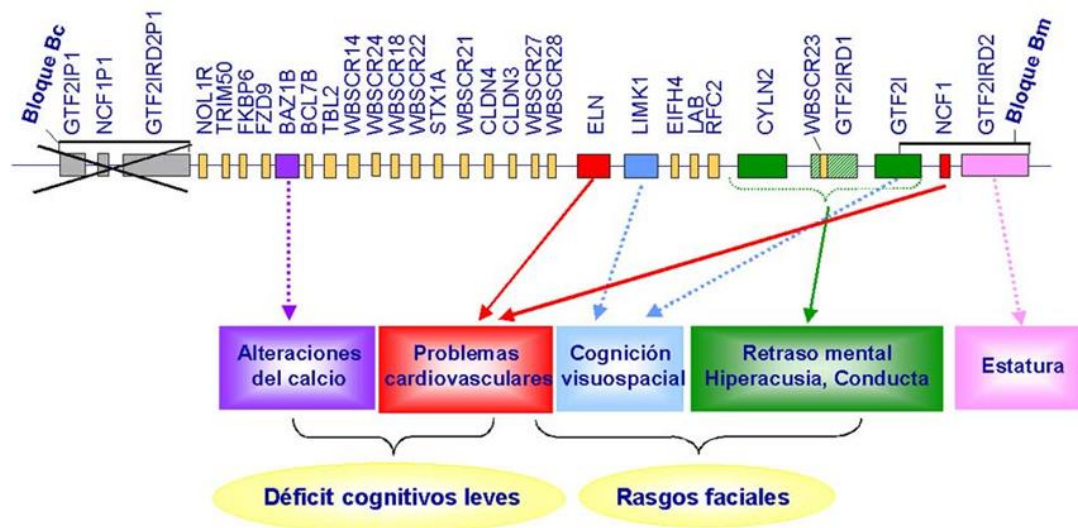 Bloque Bc
GTF2IP1
NCF1P1
GTF2IRD2P1
NOL1R
TRIM50
FKBP6
FZD9
BAZ1B
BCL7B
TBL2
WBSCR14
WBSCR24
WBSCR18
WBSCR22
STX1A
WBSCR21
CLDN4
CLDN3
WBSCR27
WBSCR28
ELN
LIMK1
EIFH4
LAB
RFC2
CYLN2
WBSCR23
GTF2IRD1
GTF2I
NCF1
GTF2IRD2
Bloque Bm
Alteraciones
del calcio
Problemas
cardiovasculares
Cognición
visuospacial
Retraso mental
Hiperacusia, Conducta
Estatura
Déficit cognitivos leves
Rasgos faciales